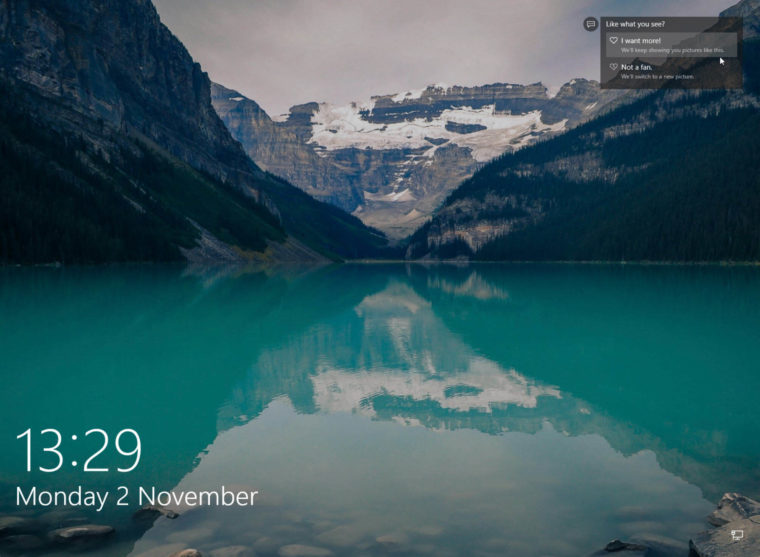 Like what you see?
I want more!
We'll keep showing you pictures like this.
Not a fan.
We'll switch to a new picture.
13:29
Monday 2 November